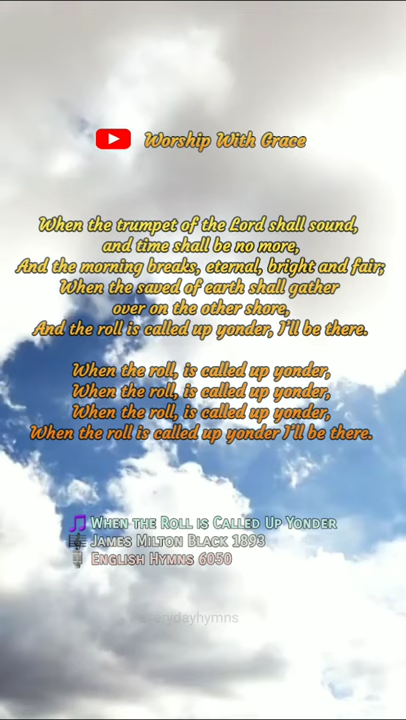 Worship With Grace
When the trumpet of the Lord shall sound,
and time shall be no more,
And the morning breaks, eternal, bright and fair;
When the saved of earth shall gather
over on the other shore,
And the roll is called up yonder, I'll be there.
When the roll, is called up yonder,
When the roll, is called up yonder,
When the roll, is called up yonder,
When the roll is called up yonder I'll be there.
When the Roll is Called Up Yonder
James Milton Black 1893
English Hymns 6050
everydayhymns